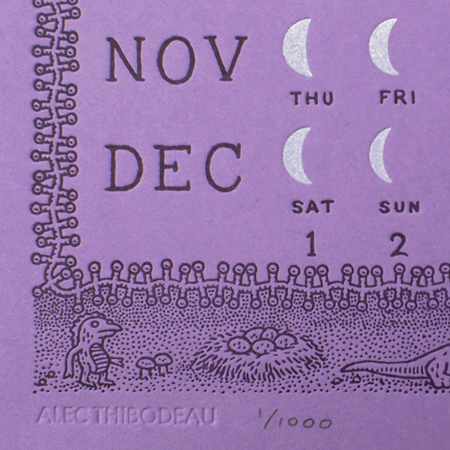 NOV
THU FRI
DEC
SAT SUN
1 2
ALEC THIBODEAU 1/1000